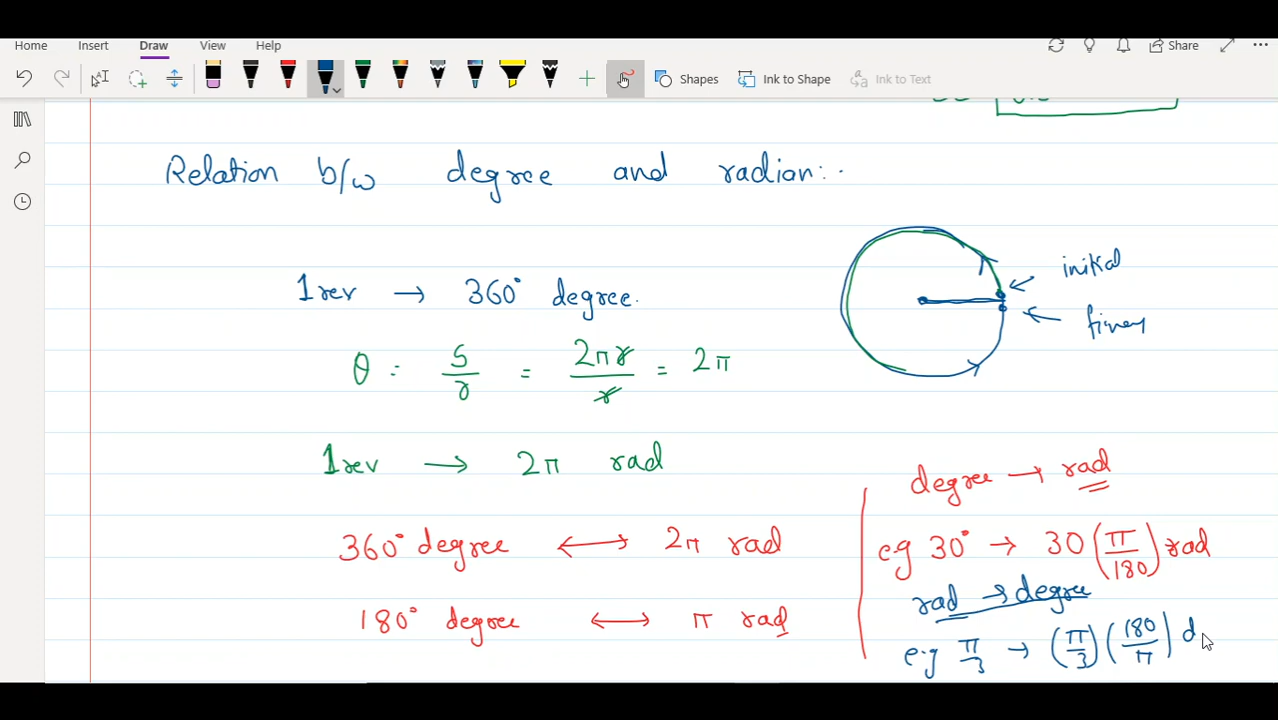 Home Insert Draw View Help
Share
Shapes Ink to Shape Ink to Text
Relation b/w degree and radian:-
initial
1rev → 360° degree.
θ = S/r = 2πr/r = 2π
1rev → 2π rad
degree → rad
360° degree ↔ 2π rad
e.g 30° → 30 (π/180) rad
rad → degree
180° degree ↔ π rad
e.g π/3 → (π/3) (180/π) d